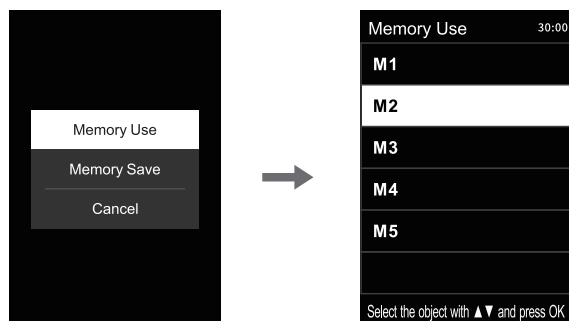 Memory Use
Memory Save
Cancel
Memory Use 30:00
M1
M2
M3
M4
M5
Select the object with ▲▼ and press OK